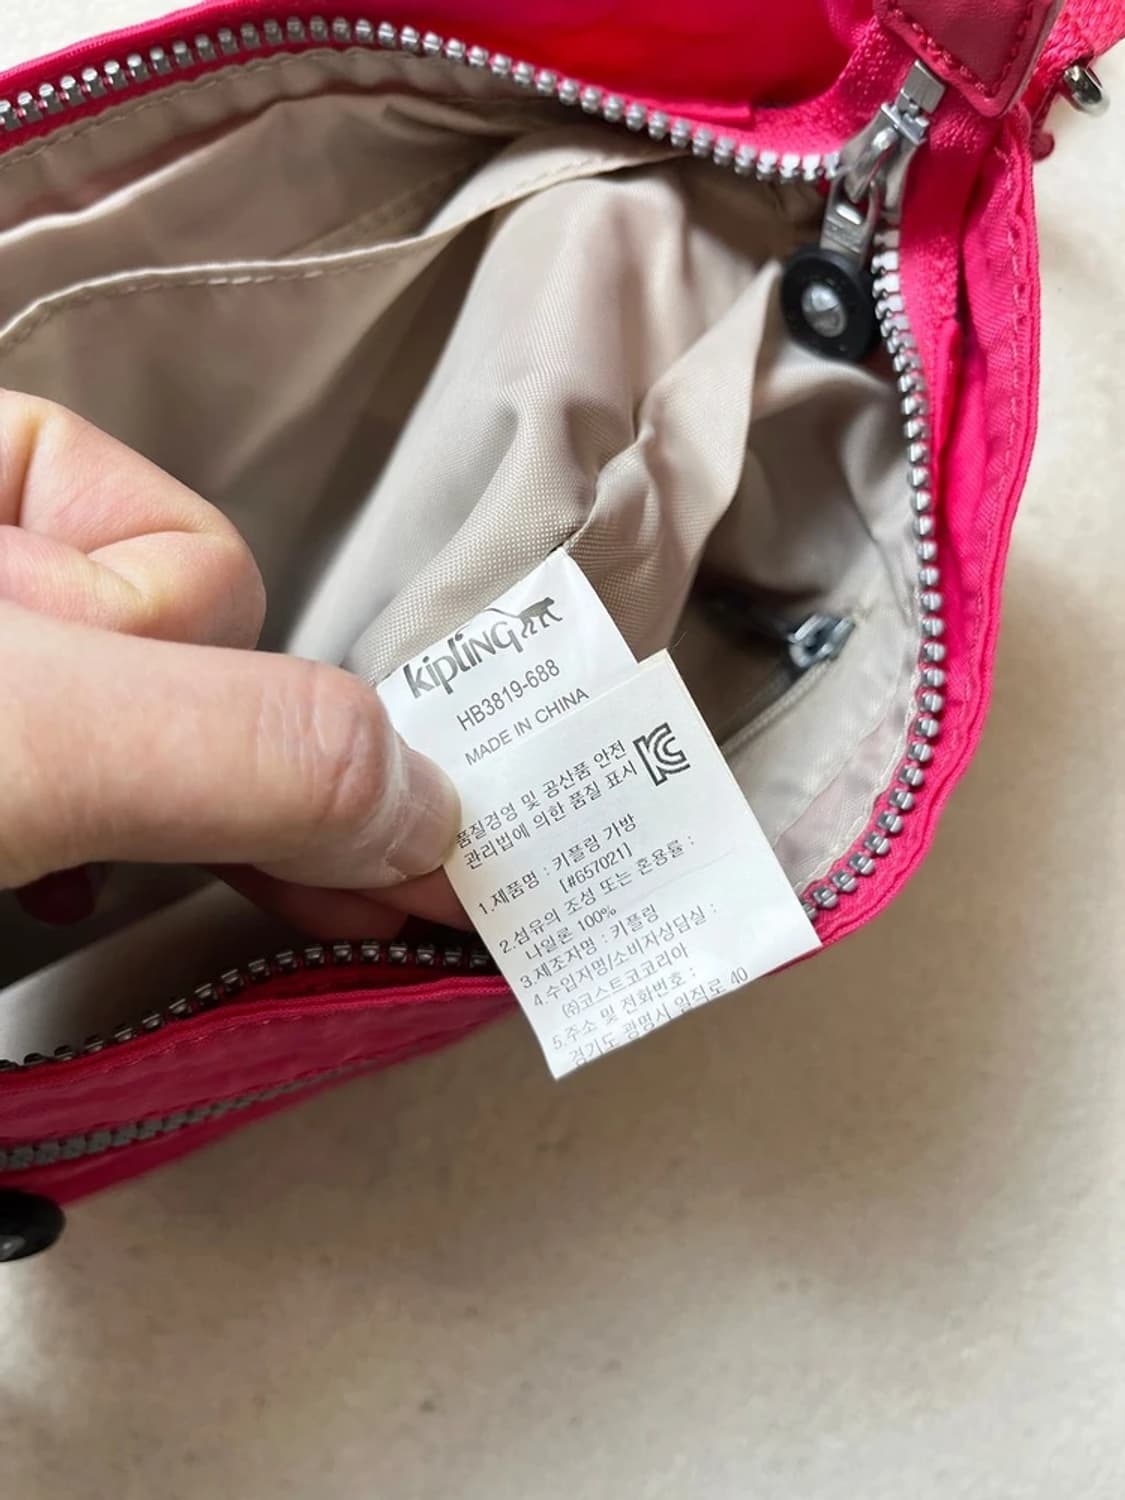 kipling
HB3819-688
MADE IN CHINA
품질경영 및 공산품 안전
관리법에 의한 품질 표시
1.제품명 : 키플링 가방
[#657021]
2.섬유의 조성 또는 혼용률 :
나일론 100%
3.제조자명 : 키플링
4.수입자명/소비자상담실 :
㈜코스트코코리아
5.주소 및 전화번호 :
경기도 광명시 일직로 40